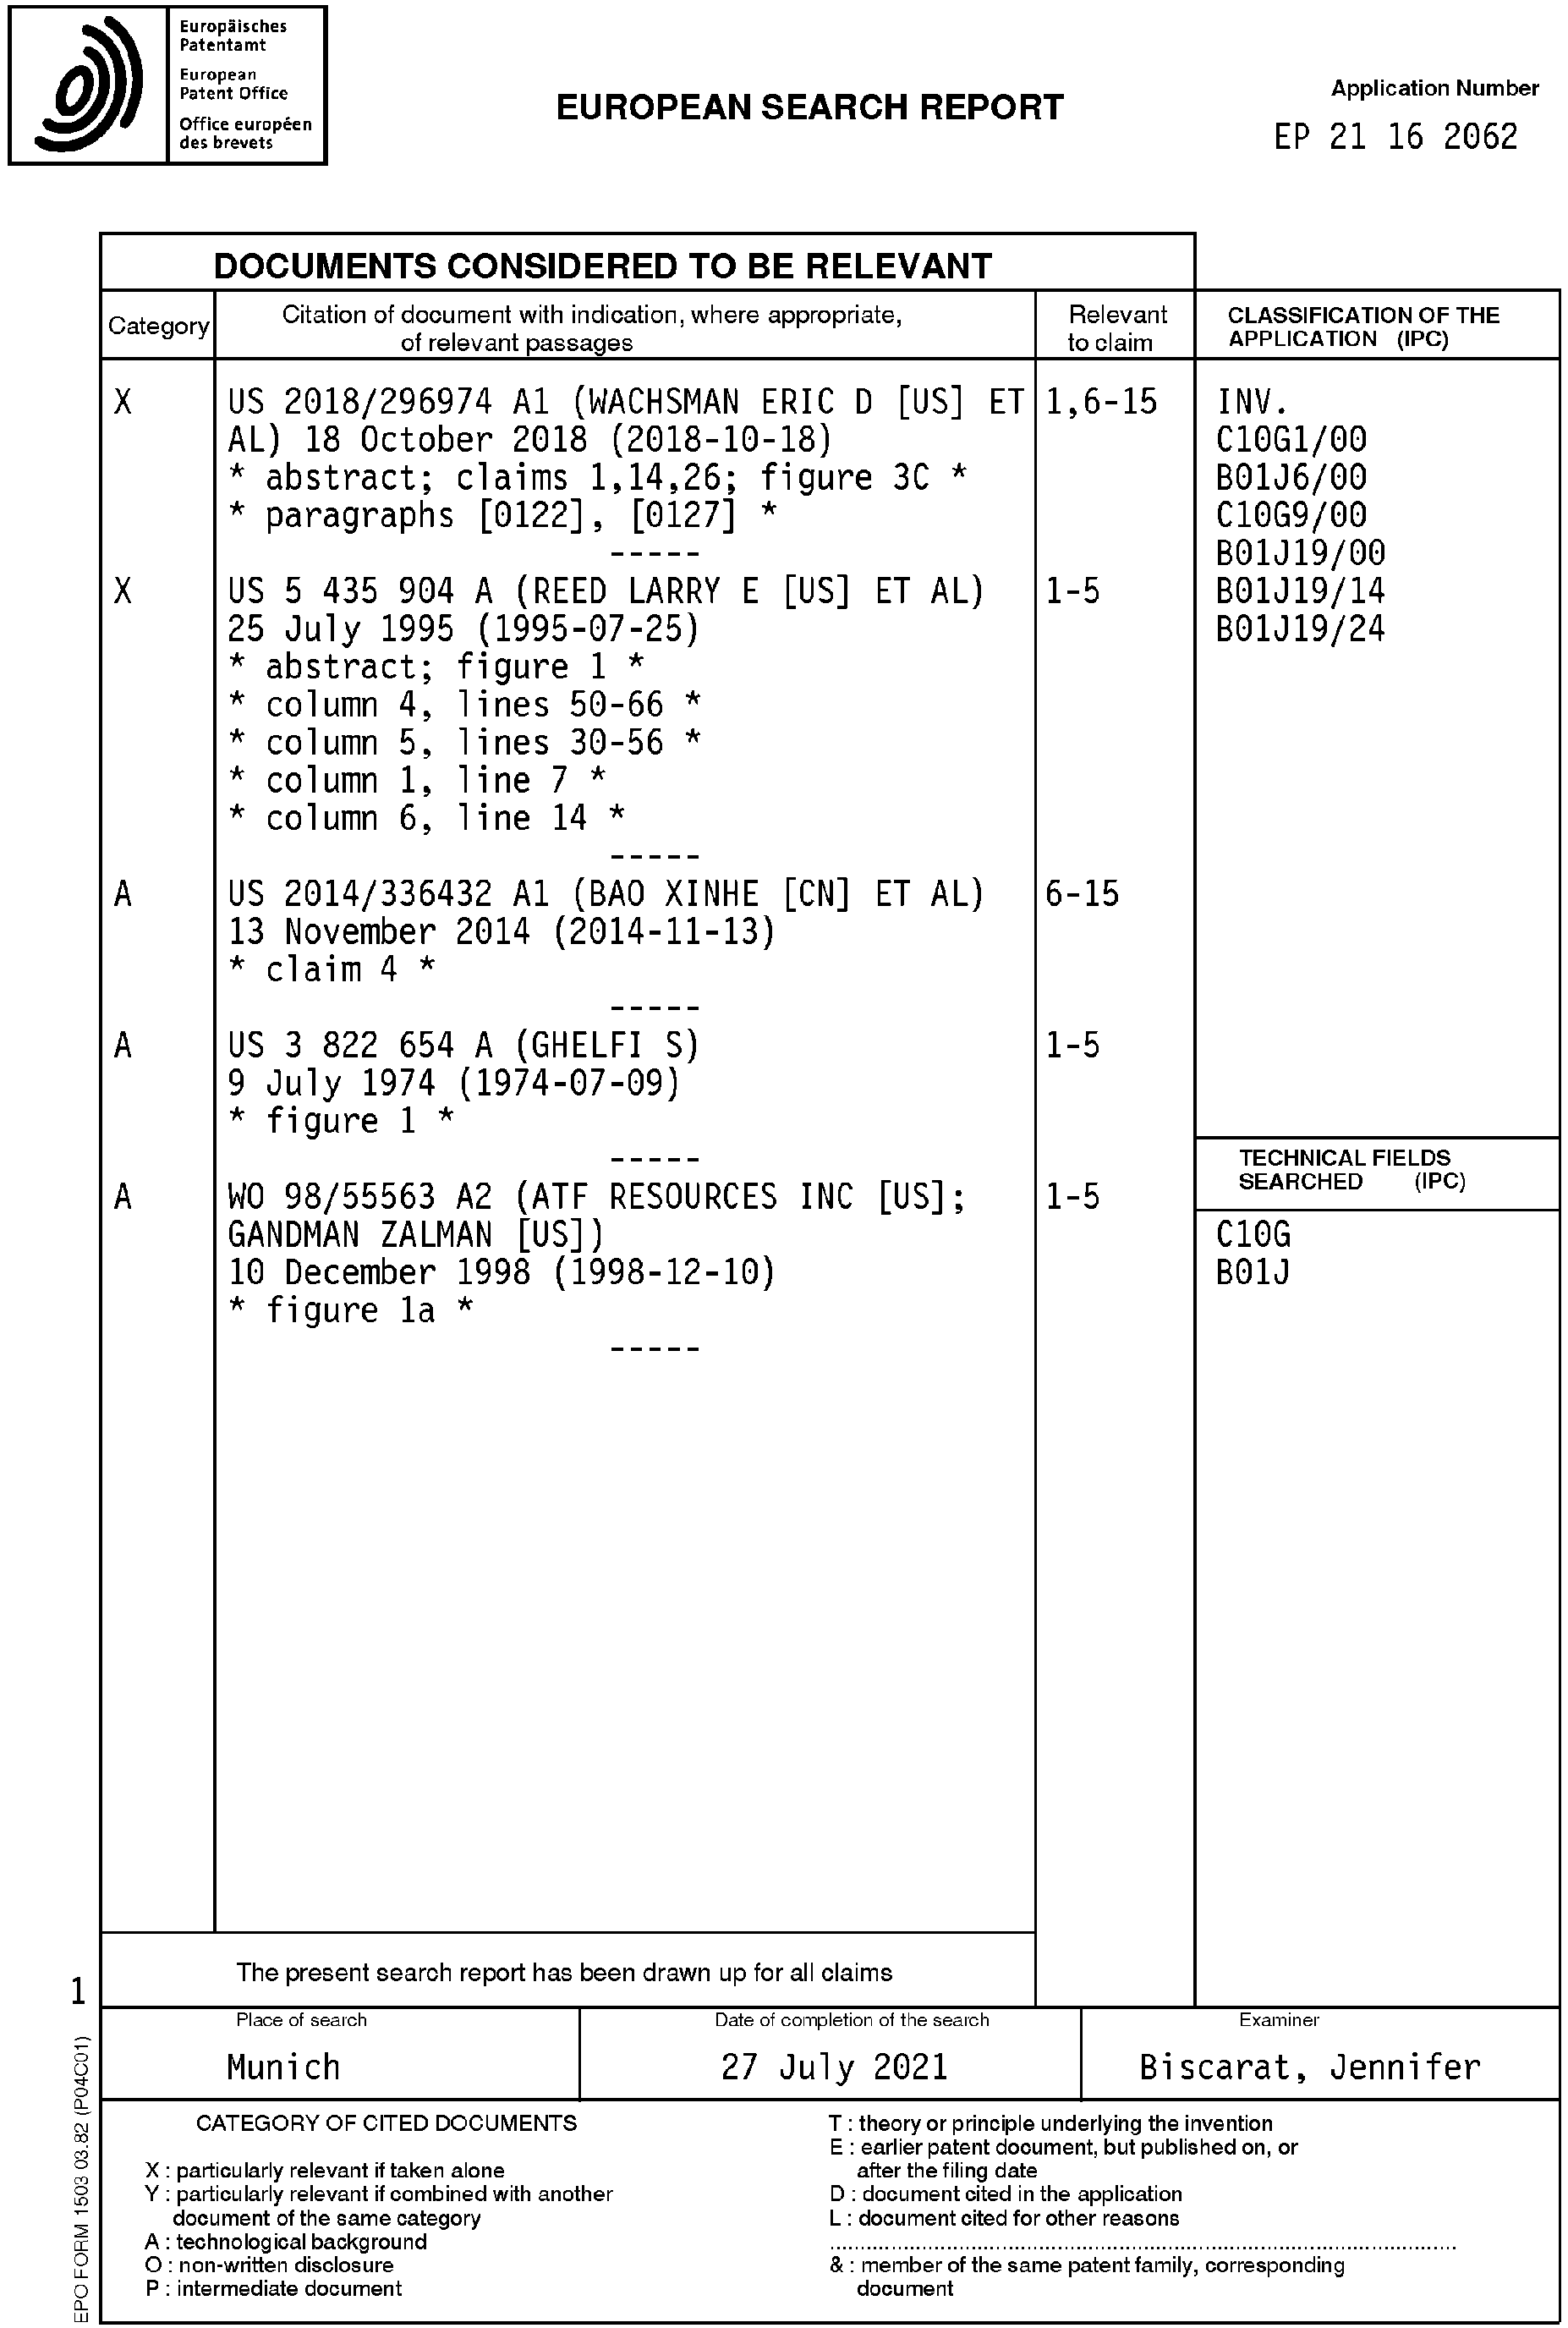 Europäisches
Patentamt
European
Patent Office
Office européen
des brevets
EUROPEAN SEARCH REPORT
Application Number
EP 21 16 2062
DOCUMENTS CONSIDERED TO BE RELEVANT
Category
Citation of document with indication, where appropriate,
of relevant passages
Relevant
to claim
CLASSIFICATION OF THE
APPLICATION (IPC)
X
US 2018/296974 A1 (WACHSMAN ERIC D [US] ET
AL) 18 October 2018 (2018-10-18)
* abstract; claims 1,14,26; figure 3C *
* paragraphs [0122], [0127] *
-----
1,6-15
X
US 5 435 904 A (REED LARRY E [US] ET AL)
25 July 1995 (1995-07-25)
* abstract; figure 1 *
* column 4, lines 50-66 *
* column 5, lines 30-56 *
* column 1, line 7 *
* column 6, line 14 *
-----
1-5
A
US 2014/336432 A1 (BAO XINHE [CN] ET AL)
13 November 2014 (2014-11-13)
* claim 4 *
-----
6-15
A
US 3 822 654 A (GHELFI S)
9 July 1974 (1974-07-09)
* figure 1 *
-----
1-5
A
WO 98/55563 A2 (ATF RESOURCES INC [US];
GANDMAN ZALMAN [US])
10 December 1998 (1998-12-10)
* figure 1a *
-----
1-5
INV.
C10G1/00
B01J6/00
C10G9/00
B01J19/00
B01J19/14
B01J19/24
TECHNICAL FIELDS
SEARCHED (IPC)
C10G
B01J
The present search report has been drawn up for all claims
1
Place of search
Munich
Date of completion of the search
27 July 2021
Examiner
Biscarat, Jennifer
CATEGORY OF CITED DOCUMENTS
X : particularly relevant if taken alone
Y : particularly relevant if combined with another
document of the same category
A : technological background
O : non-written disclosure
P : intermediate document
T : theory or principle underlying the invention
E : earlier patent document, but published on, or
after the filing date
D : document cited in the application
L : document cited for other reasons
& : member of the same patent family, corresponding
document
EPO FORM 1503 03.82 (P04C01)